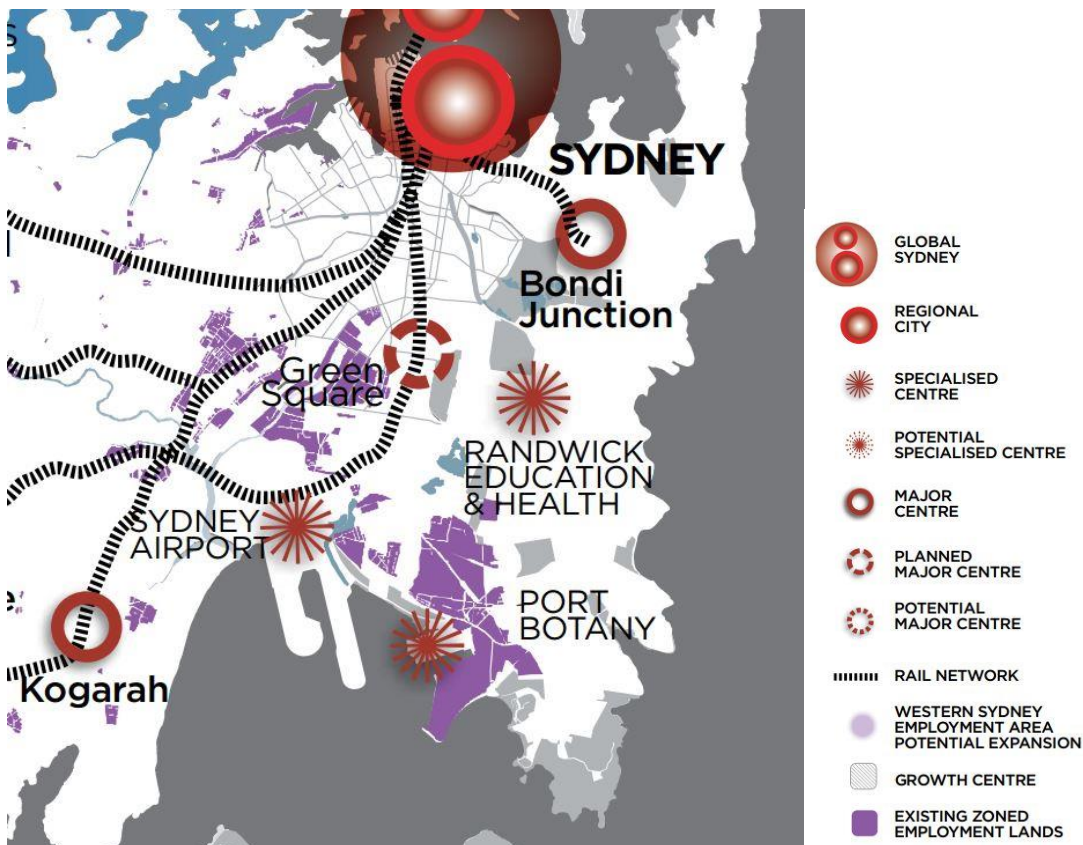 SYDNEY
Bondi
Junction
Green
Square
RANDWICK
EDUCATION
& HEALTH
SYDNEY
AIRPORT
PORT
BOTANY
Kogarah
GLOBAL
SYDNEY
REGIONAL
CITY
SPECIALISED
CENTRE
POTENTIAL
SPECIALISED CENTRE
MAJOR
CENTRE
PLANNED
MAJOR CENTRE
POTENTIAL
MAJOR CENTRE
RAIL NETWORK
WESTERN SYDNEY
EMPLOYMENT AREA
POTENTIAL EXPANSION
GROWTH CENTRE
EXISTING ZONED
EMPLOYMENT LANDS